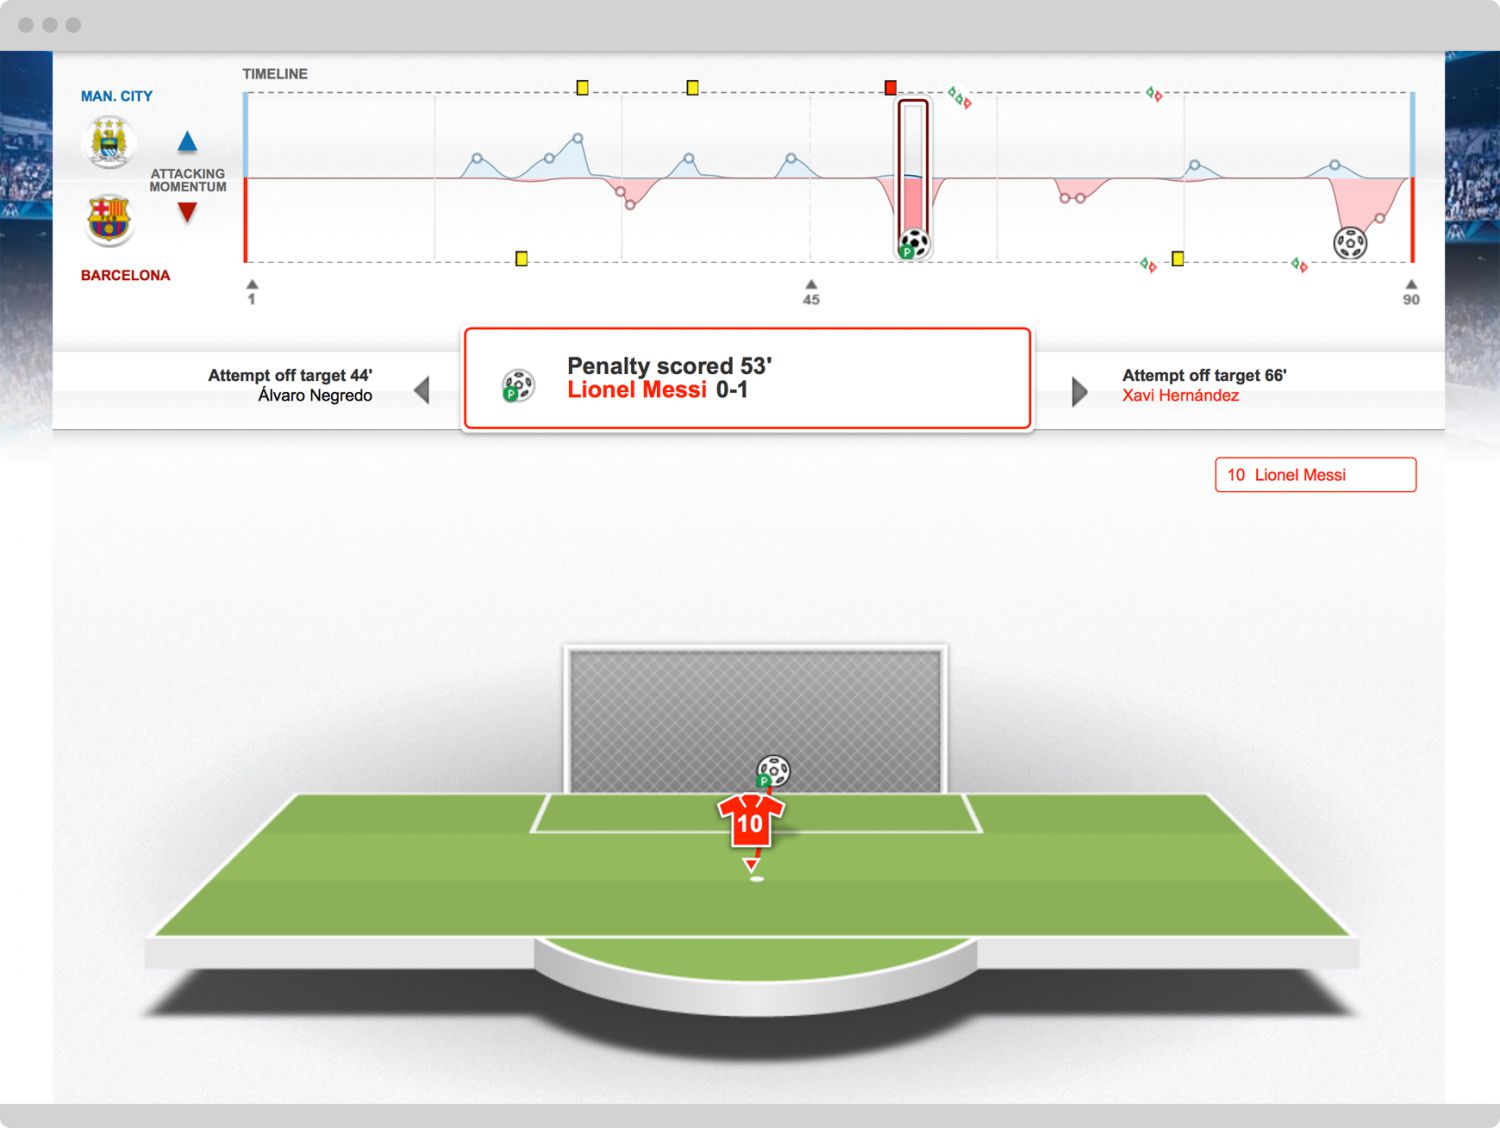 TIMELINE
MAN. CITY
ATTACKING
MOMENTUM
BARCELONA
1
45
90
Attempt off target 44'
Álvaro Negredo
P
Penalty scored 53'
Lionel Messi 0-1
Attempt off target 66'
Xavi Hernández
10 Lionel Messi
P
10
P